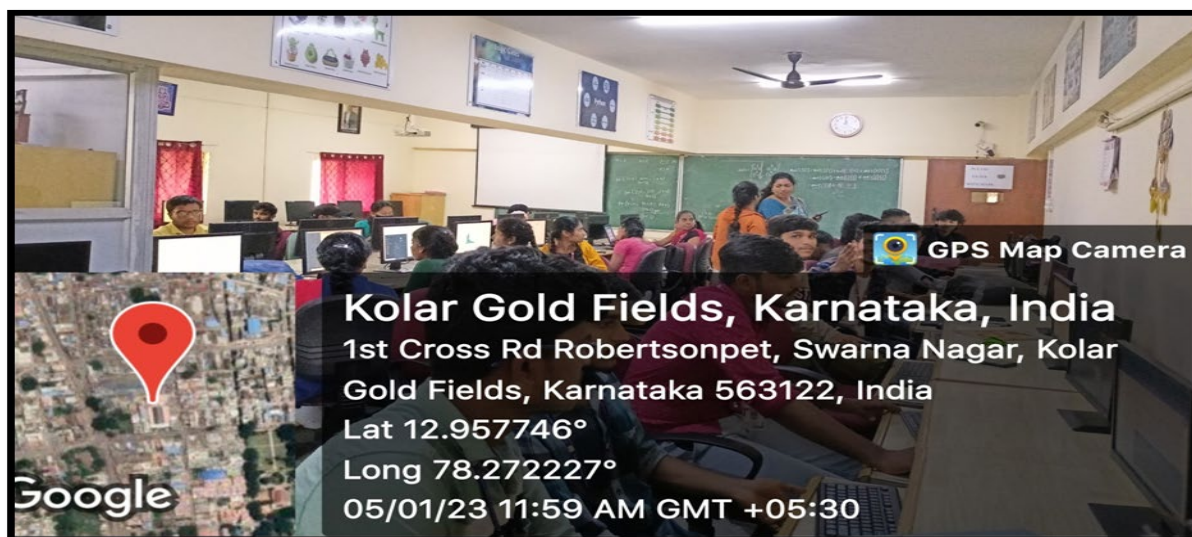 GPS Map Camera
Kolar Gold Fields, Karnataka, India
1st Cross Rd Robertsonpet, Swarna Nagar, Kolar
Gold Fields, Karnataka 563122, India
Lat 12.957746°
Long 78.272227°
05/01/23 11:59 AM GMT +05:30
Google